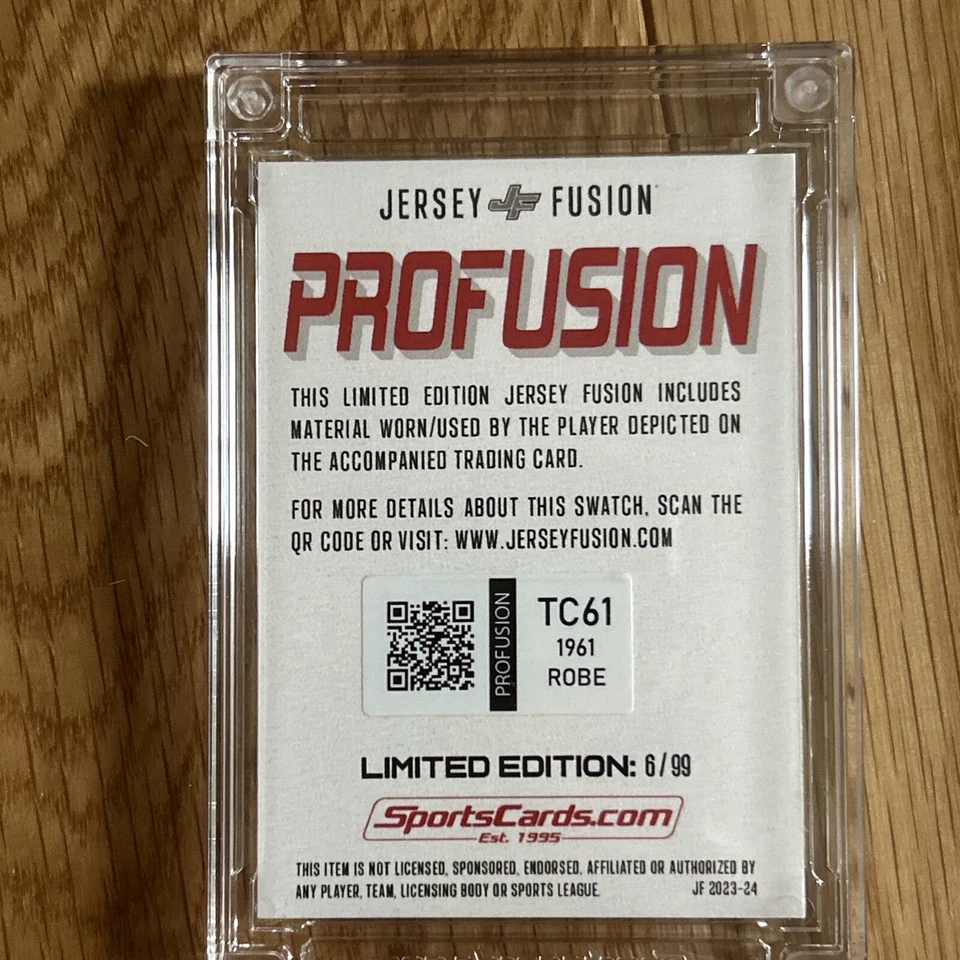 JERSEY JF FUSION
PROFUSION
THIS LIMITED EDITION JERSEY FUSION INCLUDES
MATERIAL WORN/USED BY THE PLAYER DEPICTED ON
THE ACCOMPANIED TRADING CARD.
FOR MORE DETAILS ABOUT THIS SWATCH, SCAN THE
QR CODE OR VISIT: WWW.JERSEYFUSION.COM
PROFUSION
TC61
1961
ROBE
LIMITED EDITION: 6/99
SportsCards.com
Est. 1995
THIS ITEM IS NOT LICENSED, SPONSORED, ENDORSED, AFFILIATED OR AUTHORIZED BY
ANY PLAYER, TEAM, LICENSING BODY OR SPORTS LEAGUE. JF 2023-24